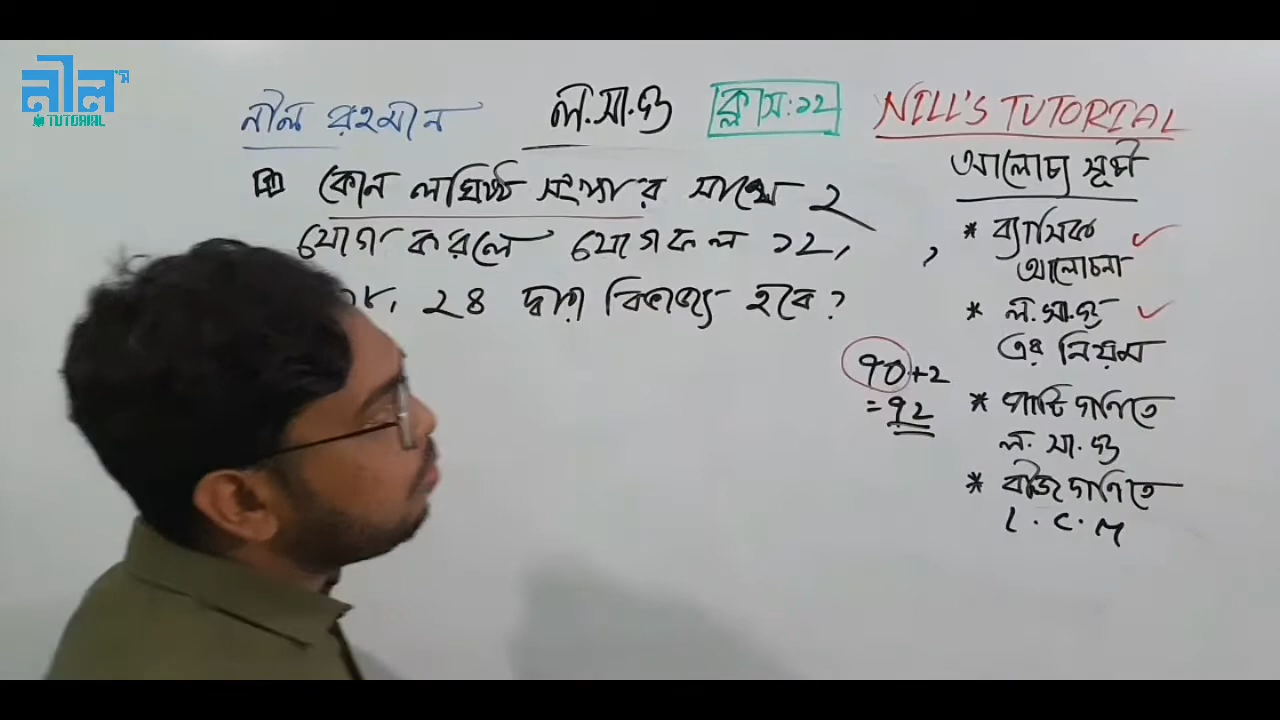 নীল'স
TUTORIAL
নীল রহমান
ল.সা.গু
ক্লাস:১২
NILL'S TUTORIAL
কোন লঘিষ্ঠ সংখ্যার সাথে ২
যোগ করলে যোগফল ১২,
১৮, ২৪ দ্বারা বিভাজ্য হবে?
৭০+২
=৭২
আলোচ্য সূচী
* ব্যাসিক
আলোচনা
* ল.সা.গু
এর নিয়ম
* পাটি গণিতে
ল. সা. গু
* বীজ গণিতে
L. C. M